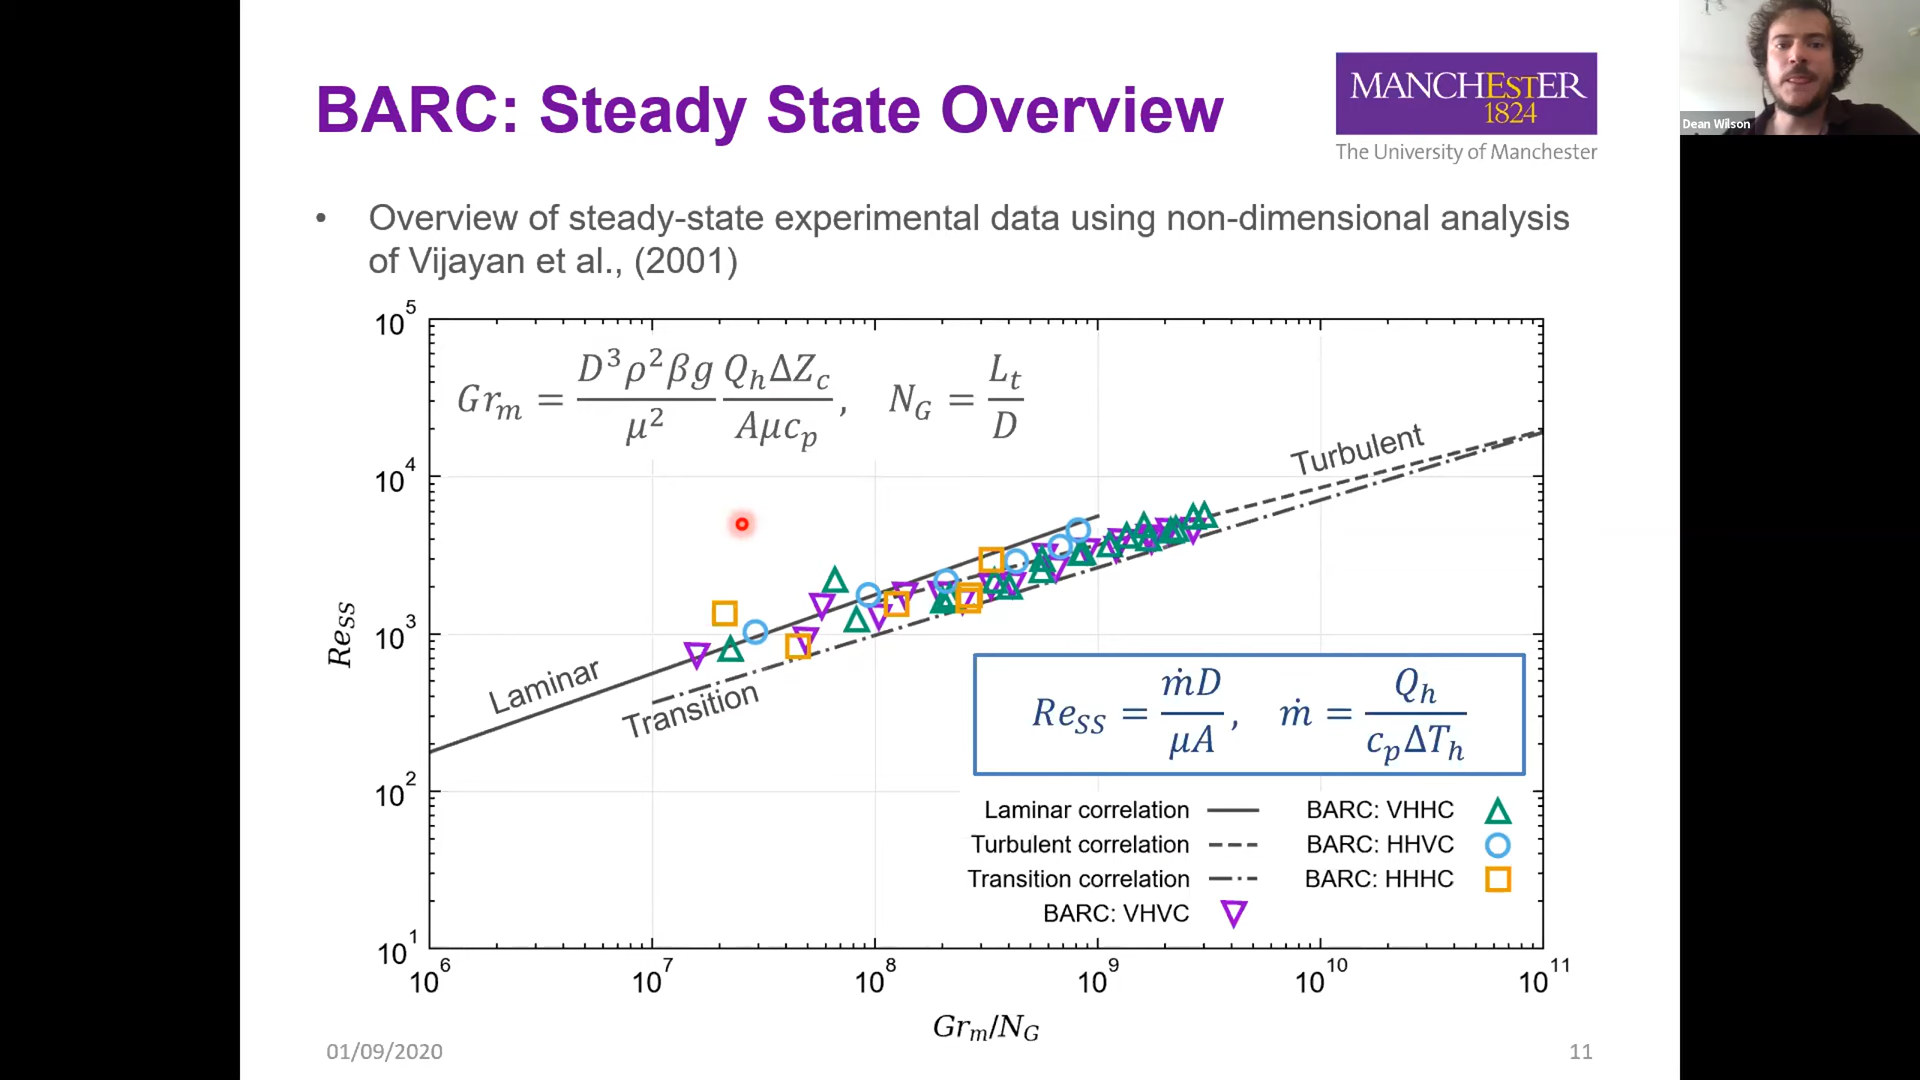 BARC: Steady State Overview
MANCHESTER
1824
The University of Manchester
Dean Wilson
• Overview of steady-state experimental data using non-dimensional analysis
of Vijayan et al., (2001)
10^5
10^4
10^3
10^2
10^1
Re_SS
Gr_m = D^3ρ^2βg/μ^2 Q_hΔZ_c/Aμc_p, N_G = L_t/D
Turbulent
Laminar
Transition
Re_SS = ṁD/μA, ṁ = Q_h/c_pΔT_h
Laminar correlation
Turbulent correlation
Transition correlation
BARC: VHVC
BARC: VHHC
BARC: HHVC
BARC: HHHC
10^6 10^7 10^8 10^9 10^10 10^11
Gr_m/N_G
01/09/2020
11